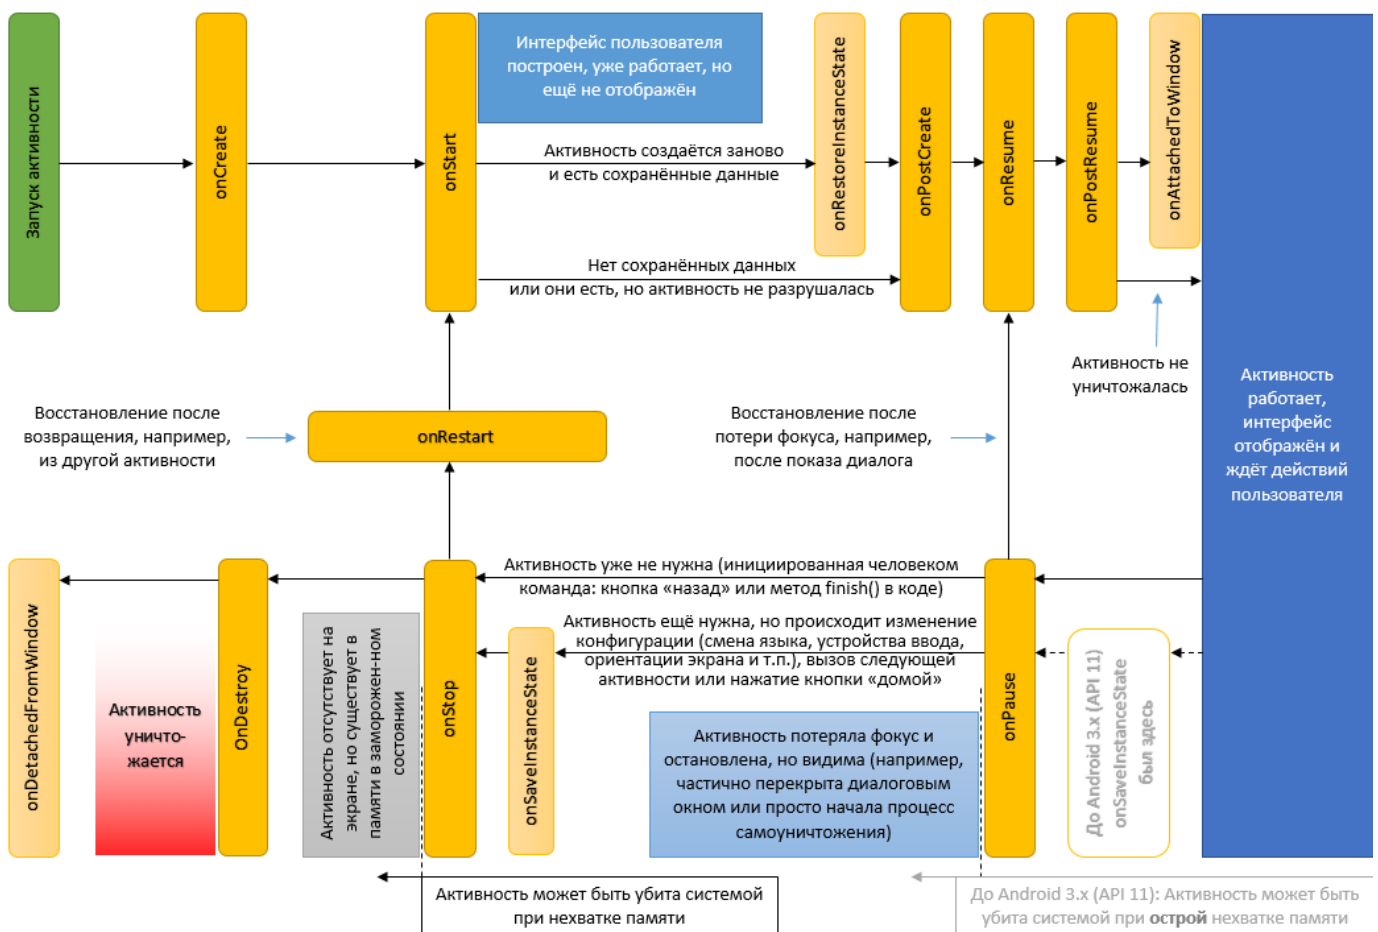 Запуск активности
onCreate
onStart
Интерфейс пользователя
построен, уже работает, но
ещё не отображён
Активность создаётся заново
и есть сохранённые данные
Нет сохранённых данных
или они есть, но активность не разрушалась
onRestoreInstanceState
onPostCreate
onResume
onPostResume
onAttachedToWindow
Активность не
уничтожалась
Активность
работает,
интерфейс
отображён и
ждёт действий
пользователя
Восстановление после
возвращения, например,
из другой активности
onRestart
Восстановление после
потери фокуса, например,
после показа диалога
onDetachedFromWindow
Активность
уничто-
жается
OnDestroy
Активность отсутствует на
экране, но существует в
памяти в заморожен-ном
состоянии
onStop
onSaveInstanceState
Активность уже не нужна (инициированная человеком
команда: кнопка «назад» или метод finish() в коде)
Активность ещё нужна, но происходит изменение
конфигурации (смена языка, устройства ввода,
ориентации экрана и т.п.), вызов следующей
активности или нажатие кнопки «домой»
Активность потеряла фокус и
остановлена, но видима (например,
частично перекрыта диалоговым
окном или просто начала процесс
самоуничтожения)
onPause
До Android 3.x (API 11)
onSaveInstanceState
был здесь
Активность может быть убита системой
при нехватке памяти
До Android 3.x (API 11): Активность может быть
убита системой при острой нехватке памяти